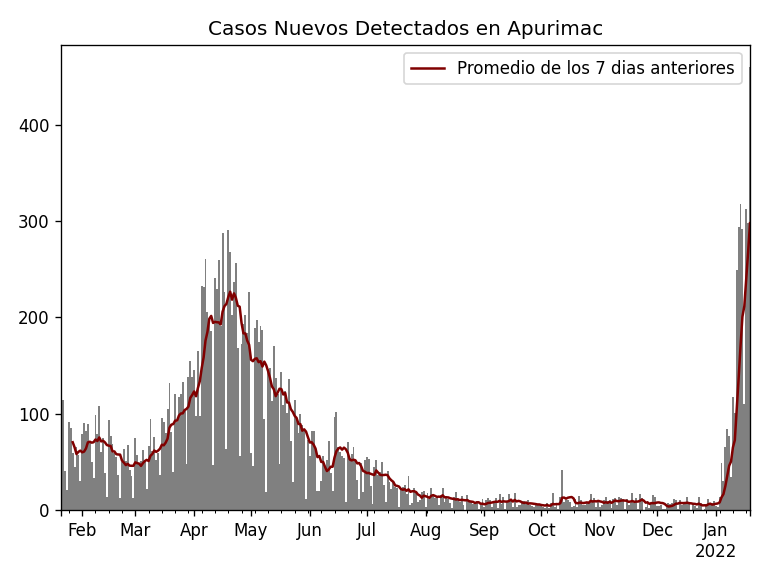 Casos Nuevos Detectados en Apurimac
Promedio de los 7 dias anteriores
400
300
200
100
0
Feb Mar Apr May Jun Jul Aug Sep Oct Nov Dec Jan
2022